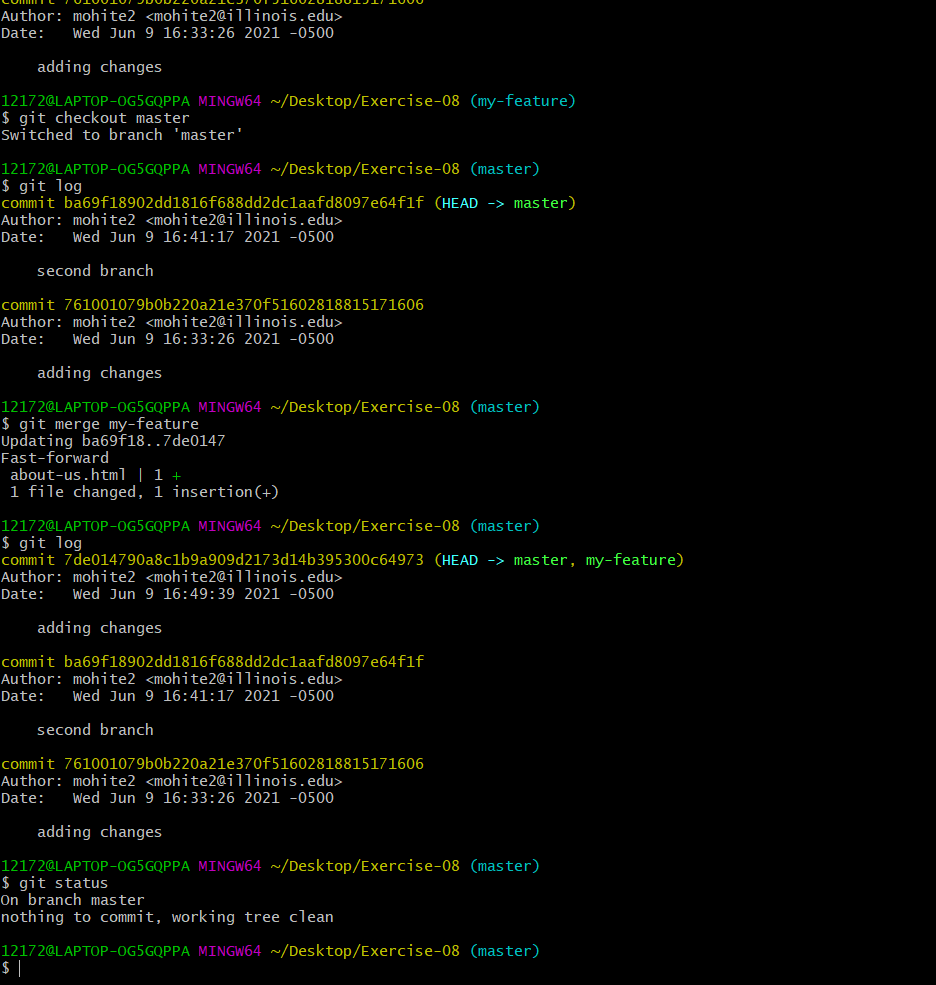 commit 761001079b0b220a21e370f51602818815171606
Author: mohite2 <mohite2@illinois.edu>
Date:   Wed Jun 9 16:33:26 2021 -0500
    adding changes
12172@LAPTOP-OG5GQPPA MINGW64 ~/Desktop/Exercise-08 (my-feature)
$ git checkout master
Switched to branch 'master'
12172@LAPTOP-OG5GQPPA MINGW64 ~/Desktop/Exercise-08 (master)
$ git log
commit ba69f18902dd1816f688dd2dc1aafd8097e64f1f (HEAD -> master)
Author: mohite2 <mohite2@illinois.edu>
Date:   Wed Jun 9 16:41:17 2021 -0500
    second branch
commit 761001079b0b220a21e370f51602818815171606
Author: mohite2 <mohite2@illinois.edu>
Date:   Wed Jun 9 16:33:26 2021 -0500
    adding changes
12172@LAPTOP-OG5GQPPA MINGW64 ~/Desktop/Exercise-08 (master)
$ git merge my-feature
Updating ba69f18..7de0147
Fast-forward
 about-us.html | 1 +
 1 file changed, 1 insertion(+)
12172@LAPTOP-OG5GQPPA MINGW64 ~/Desktop/Exercise-08 (master)
$ git log
commit 7de014790a8c1b9a909d2173d14b395300c64973 (HEAD -> master, my-feature)
Author: mohite2 <mohite2@illinois.edu>
Date:   Wed Jun 9 16:49:39 2021 -0500
    adding changes
commit ba69f18902dd1816f688dd2dc1aafd8097e64f1f
Author: mohite2 <mohite2@illinois.edu>
Date:   Wed Jun 9 16:41:17 2021 -0500
    second branch
commit 761001079b0b220a21e370f51602818815171606
Author: mohite2 <mohite2@illinois.edu>
Date:   Wed Jun 9 16:33:26 2021 -0500
    adding changes
12172@LAPTOP-OG5GQPPA MINGW64 ~/Desktop/Exercise-08 (master)
$ git status
On branch master
nothing to commit, working tree clean
12172@LAPTOP-OG5GQPPA MINGW64 ~/Desktop/Exercise-08 (master)
$